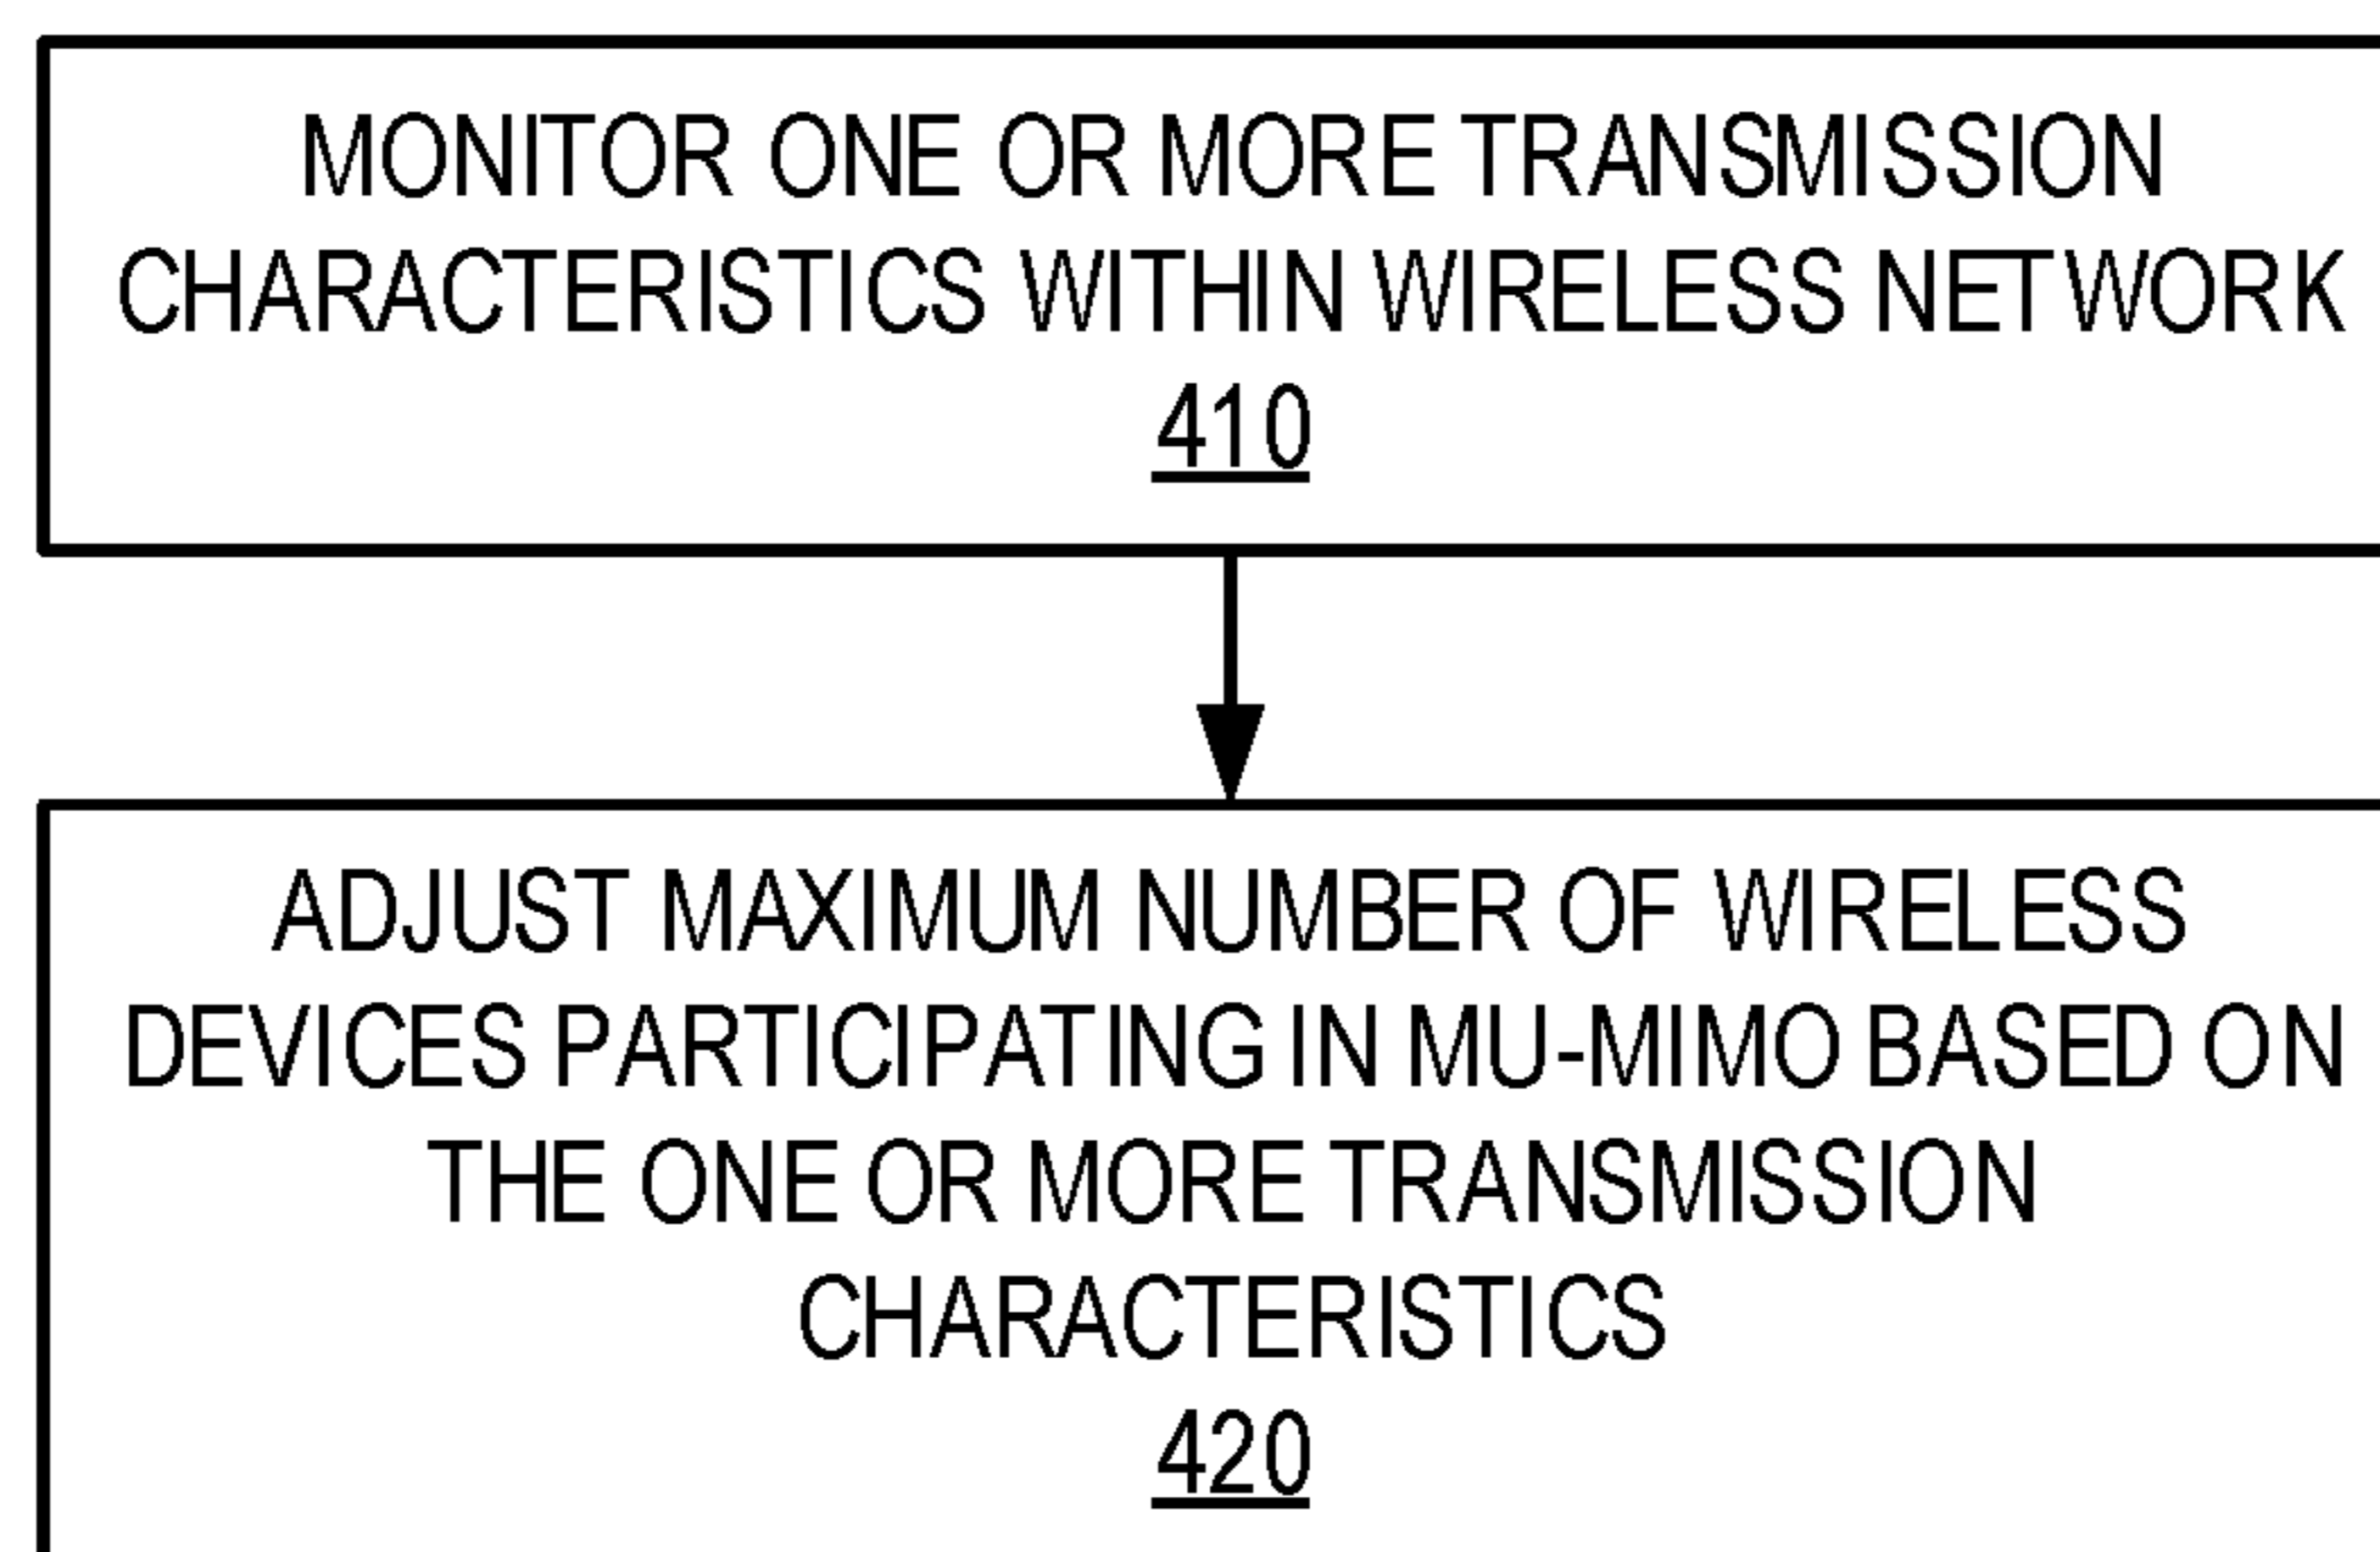 MONITOR ONE OR MORE TRANSMISSION
CHARACTERISTICS WITHIN WIRELESS NETWORK
410
ADJUST MAXIMUM NUMBER OF WIRELESS
DEVICES PARTICIPATING IN MU-MIMO BASED ON
THE ONE OR MORE TRANSMISSION
CHARACTERISTICS
420